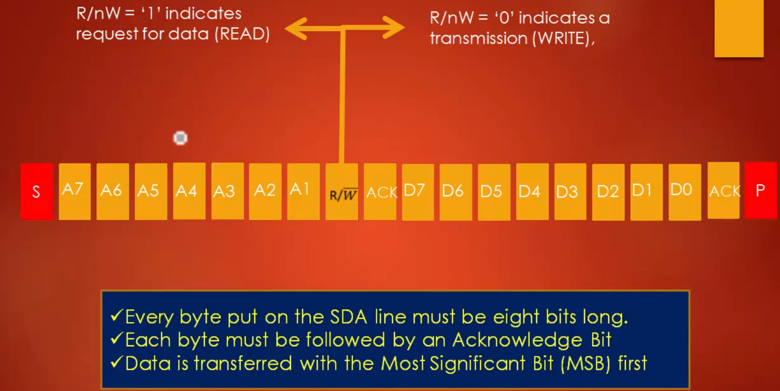 R/nW = ‘1’ indicates
request for data (READ)
R/nW = ‘0’ indicates a
transmission (WRITE),
S A7 A6 A5 A4 A3 A2 A1 R/W̅ ACK D7 D6 D5 D4 D3 D2 D1 D0 ACK P
✓Every byte put on the SDA line must be eight bits long.
✓Each byte must be followed by an Acknowledge Bit
✓Data is transferred with the Most Significant Bit (MSB) first